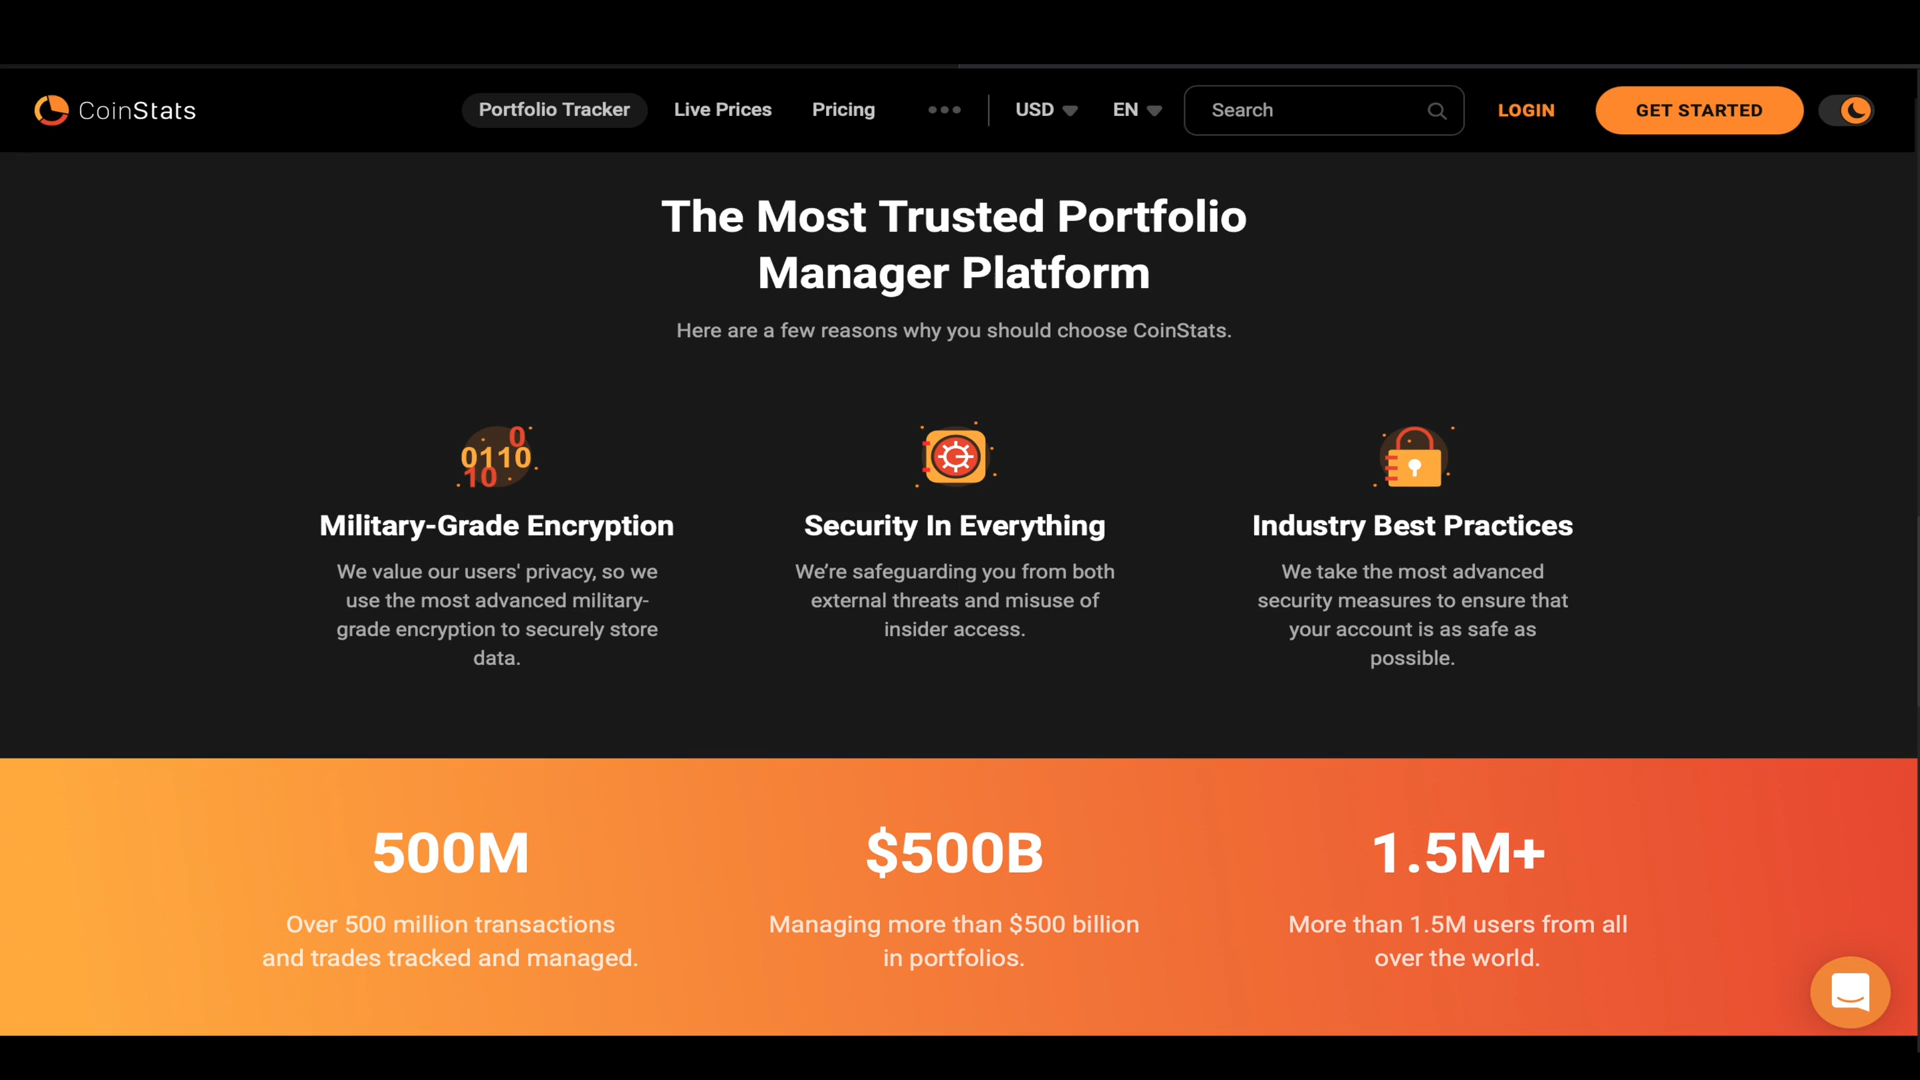 CoinStats
Portfolio Tracker
Live Prices
Pricing
USD
EN
Search
LOGIN
GET STARTED
The Most Trusted Portfolio
Manager Platform
Here are a few reasons why you should choose CoinStats.
0
0110
10
Military-Grade Encryption
We value our users' privacy, so we
use the most advanced military-
grade encryption to securely store
data.
Security In Everything
We’re safeguarding you from both
external threats and misuse of
insider access.
Industry Best Practices
We take the most advanced
security measures to ensure that
your account is as safe as
possible.
500M
Over 500 million transactions
and trades tracked and managed.
$500B
Managing more than $500 billion
in portfolios.
1.5M+
More than 1.5M users from all
over the world.